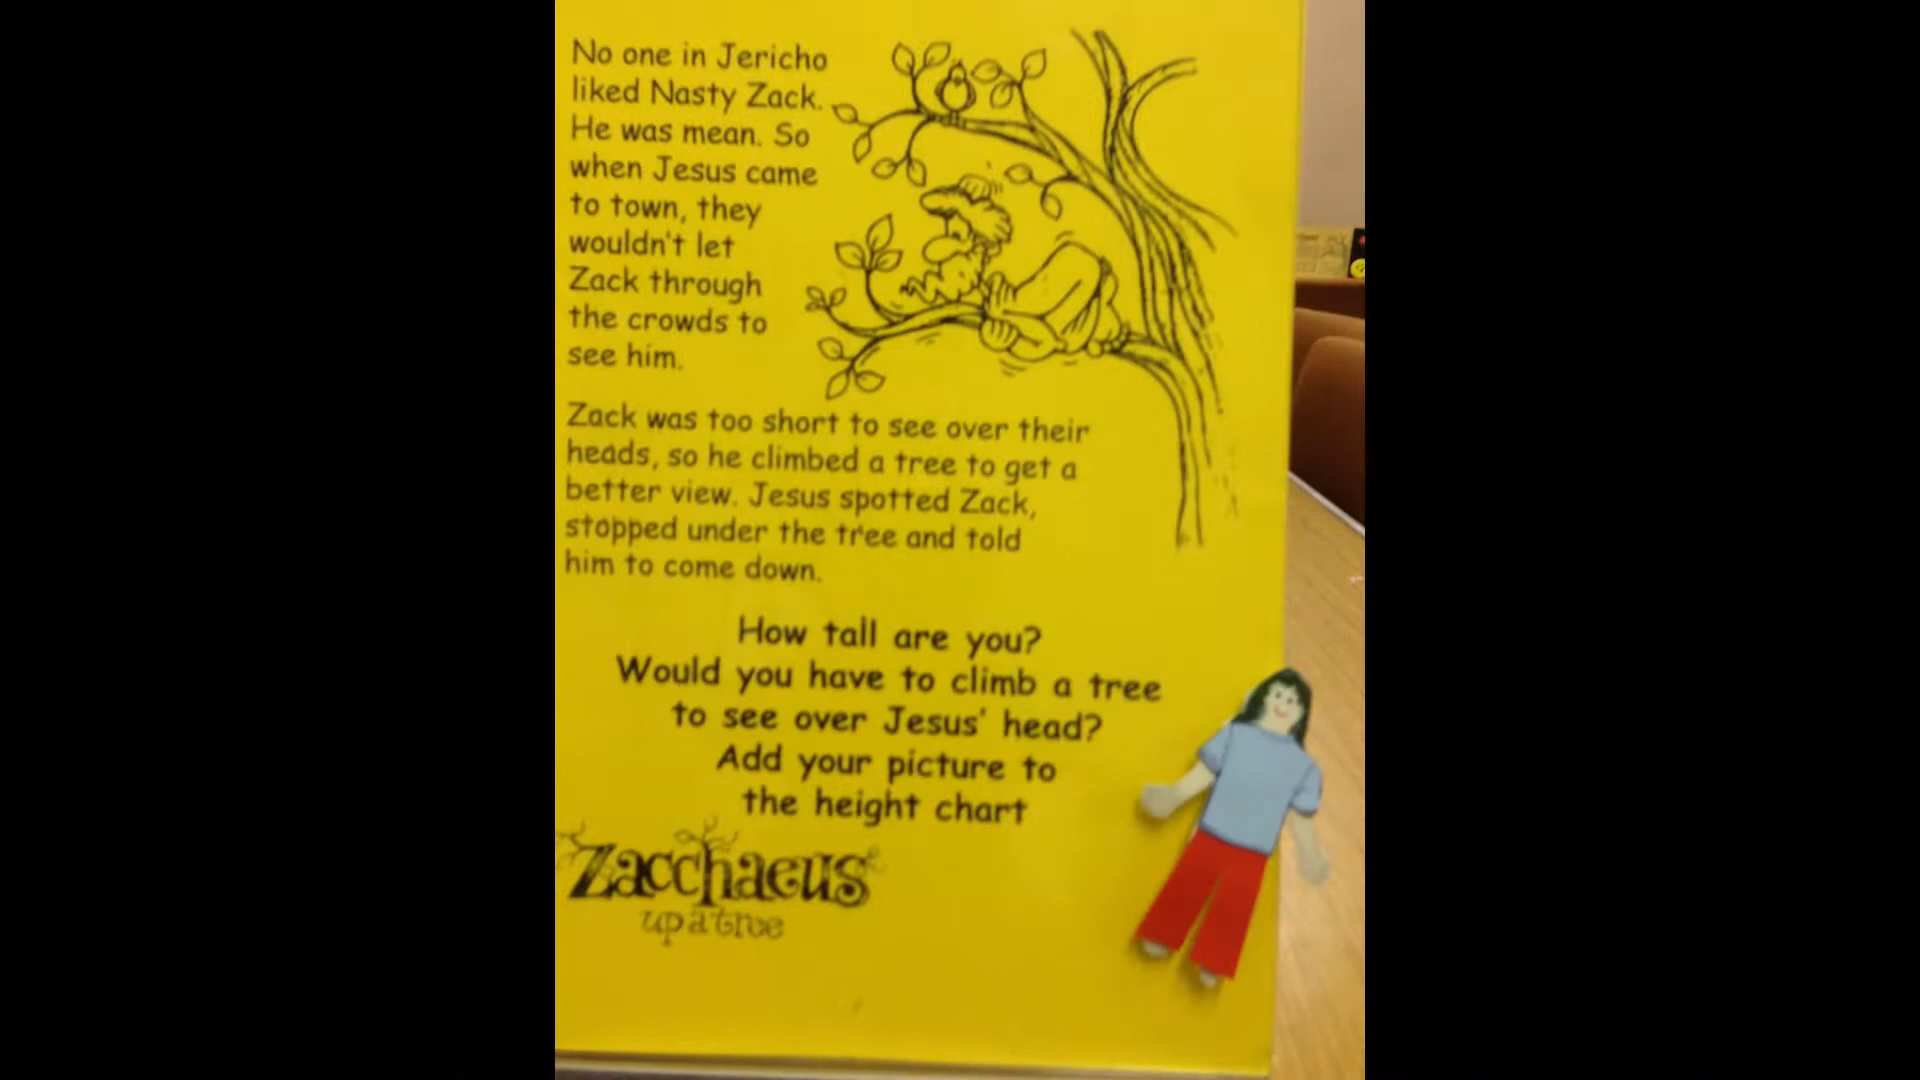 No one in Jericho
liked Nasty Zack.
He was mean. So
when Jesus came
to town, they
wouldn't let
Zack through
the crowds to
see him.
Zack was too short to see over their
heads, so he climbed a tree to get a
better view. Jesus spotted Zack,
stopped under the tree and told
him to come down.
How tall are you?
Would you have to climb a tree
to see over Jesus' head?
Add your picture to
the height chart
Zacchaeus
up a tree